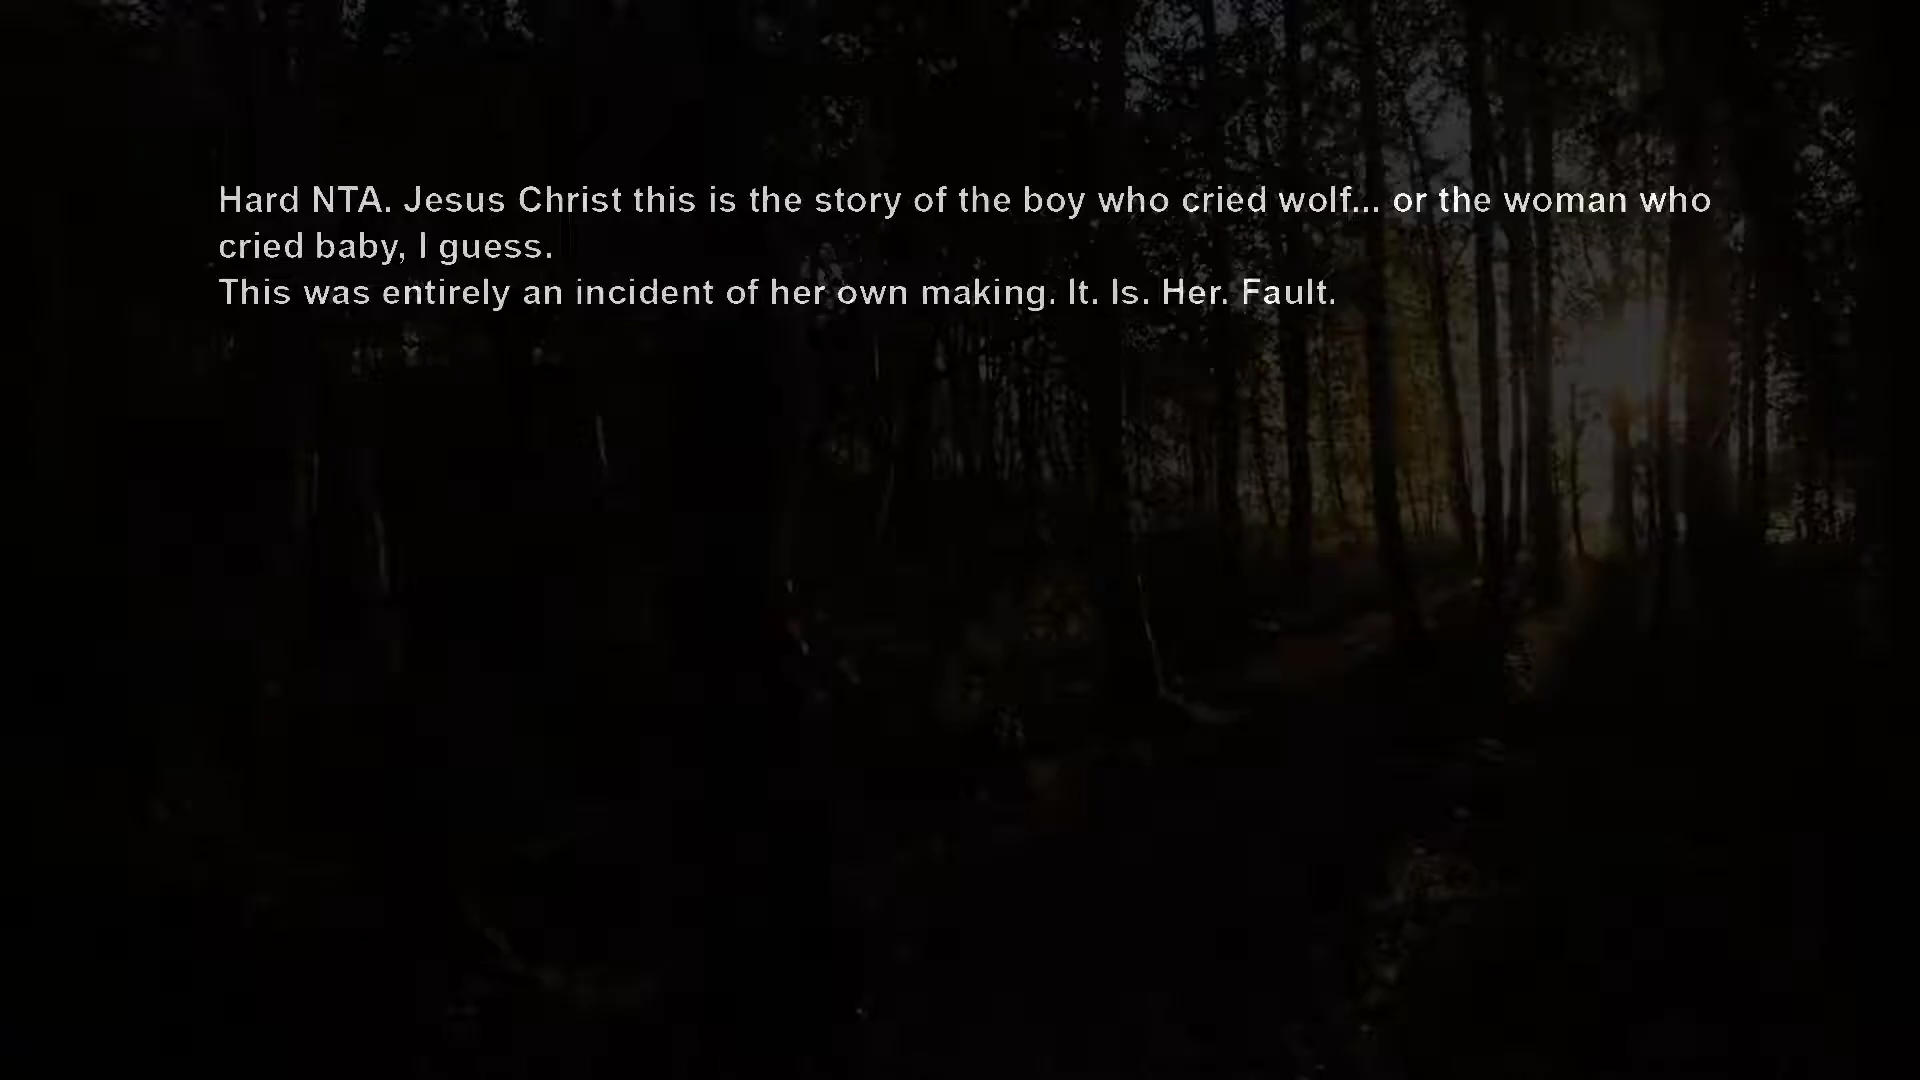 Hard NTA. Jesus Christ this is the story of the boy who cried wolf... or the woman who
cried baby, I guess.
This was entirely an incident of her own making. It. Is. Her. Fault.